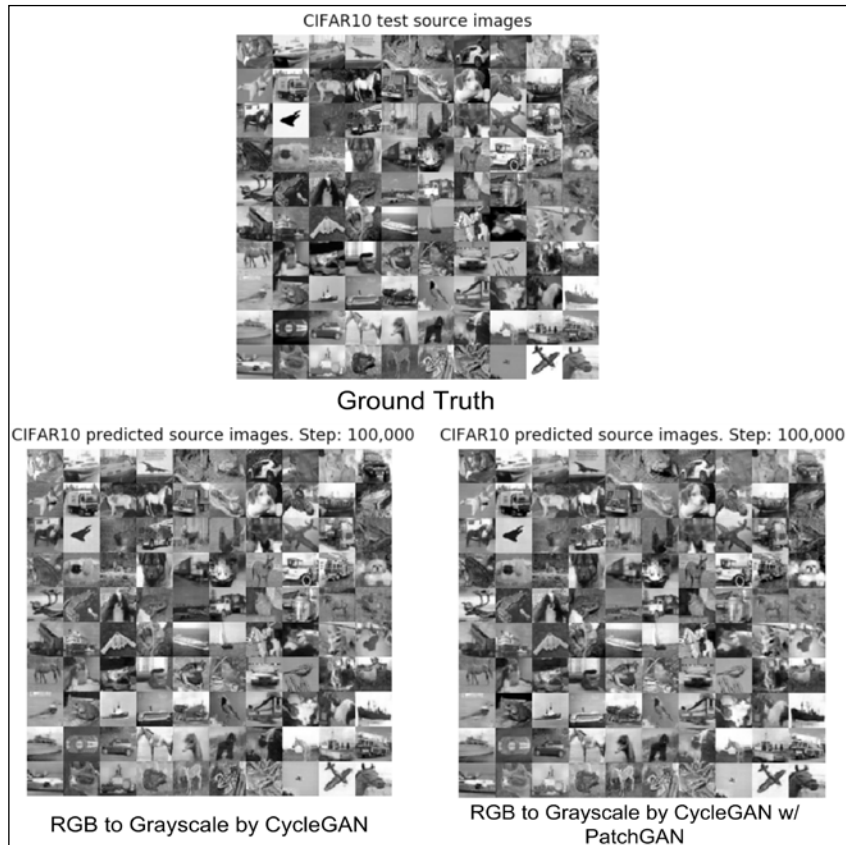 CIFAR10 test source images
Ground Truth
CIFAR10 predicted source images. Step: 100,000
CIFAR10 predicted source images. Step: 100,000
RGB to Grayscale by CycleGAN
RGB to Grayscale by CycleGAN w/
PatchGAN